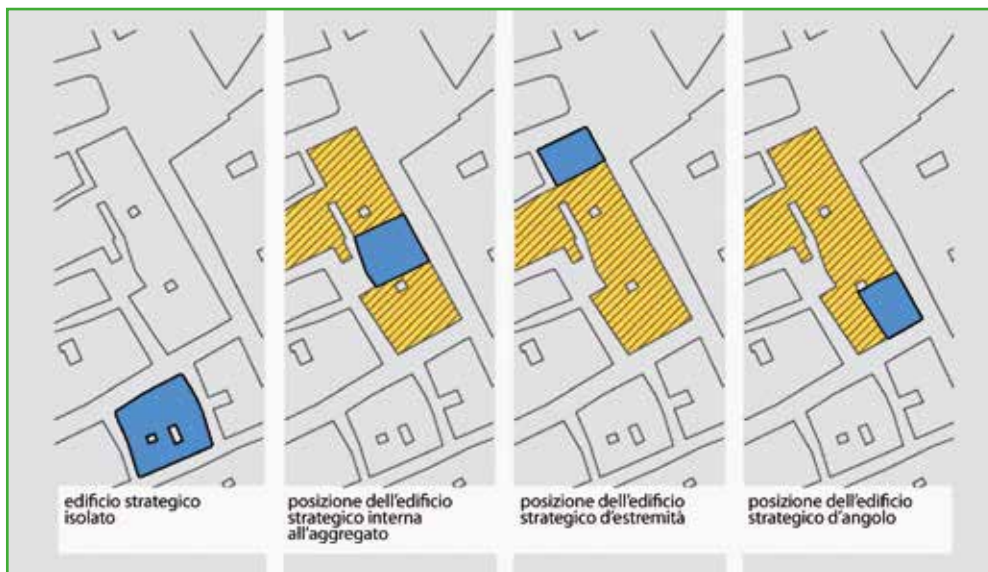 edificio strategico
isolato
posizione dell'edificio
strategico interna
all'aggregato
posizione dell'edificio
strategico d'estremità
posizione dell'edificio
strategico d'angolo